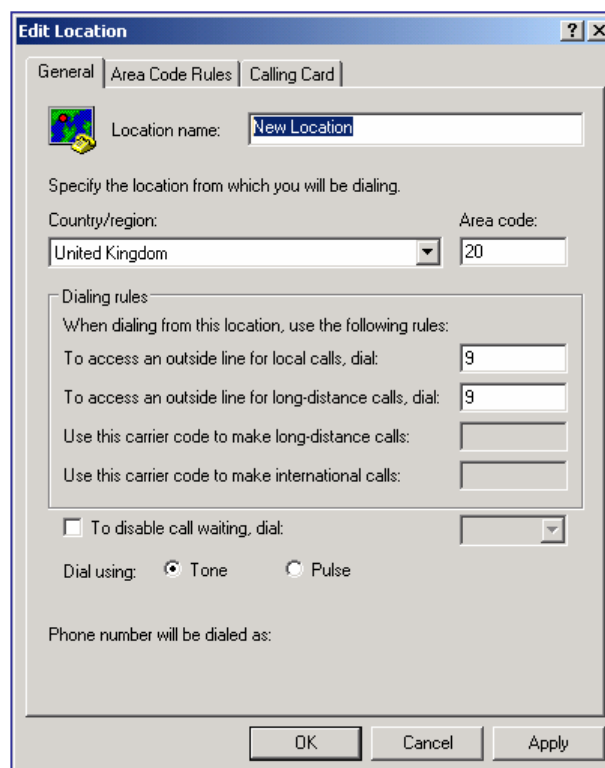 Edit Location
General Area Code Rules Calling Card
Location name: New Location
Specify the location from which you will be dialing.
Country/region: Area code:
United Kingdom 20
Dialing rules
When dialing from this location, use the following rules:
To access an outside line for local calls, dial: 9
To access an outside line for long-distance calls, dial: 9
Use this carrier code to make long-distance calls:
Use this carrier code to make international calls:
To disable call waiting, dial:
Dial using: Tone Pulse
Phone number will be dialed as:
OK Cancel Apply